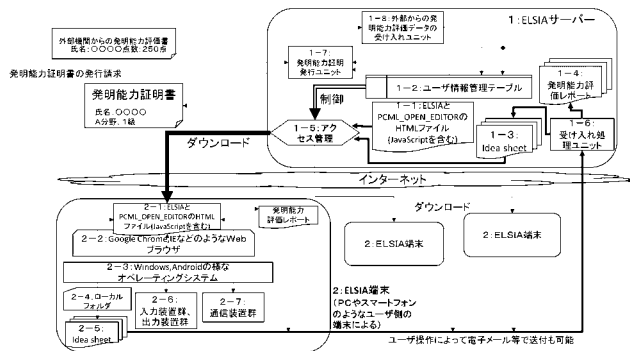 外部機関からの発明能力評価書
氏名:〇〇〇〇点数:250点
発明能力証明書の発行請求
発明能力証明書
氏名:〇〇〇〇
A分野、1級
ダウンロード
1-8:外部からの発
明能力評価データの
受け入れユニット
1:ELSIAサーバー
1-7:
発明能力証明
発行ユニット
1-4:
発明能力評
価レポート
1-2:ユーザ情報管理テーブル
制御
1-1:ELSIAと
PCML_OPEN_EDITORの
HTMLファイル
(JavaScriptを含む)
1-5:アク
セス管理
1-3:
Idea sheet
1-6:
受け入れ処
理ユニット
インターネット
2-1:ELSIAと
PCML_OPEN_EDITORのHTML
ファイル(JavaScriptを含む)
発明能力
評価レポート
ダウンロード
2-2:Google Chrome,IEなどのようなWeb
ブラウザ
2:ELSIA端末
2:ELSIA端末
2-3:Windows,Androidの様な
オペレーティングシステム
2-4,ローカル
フォルダ
2-6:
入力装置群、
出力装置群
2-7:
通信装置群
2:ELSIA端末
(PCやスマートフォン
のようなユーザ側の
端末による)
2-5:
Idea sheet
ユーザ操作によって電子メール等で送付も可能